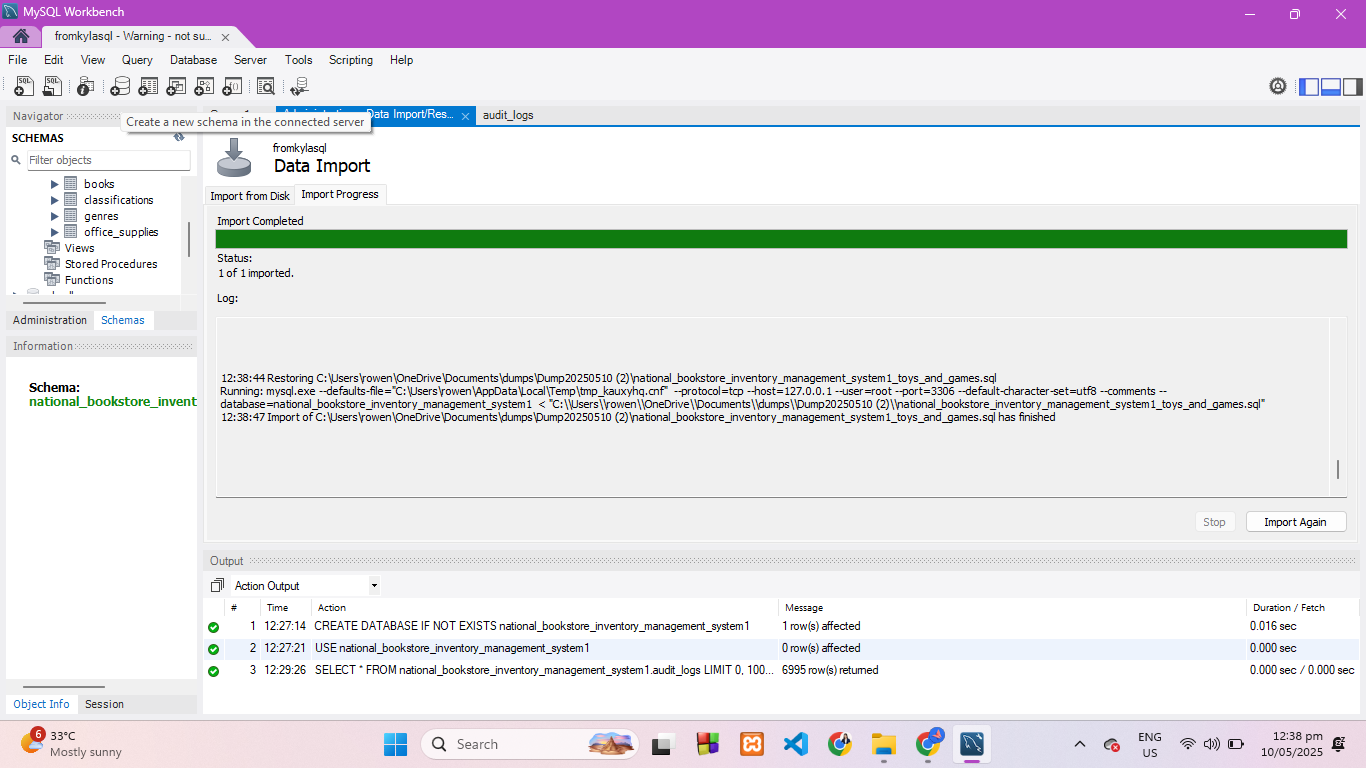 MySQL Workbench
fromkylasql - Warning - not su...
File Edit View Query Database Server Tools Scripting Help
SQL SQL
Navigator
Create a new schema in the connected server
Data Import/Res...
audit_logs
SCHEMAS
Filter objects
books
classifications
genres
office_supplies
Views
Stored Procedures
Functions
Administration Schemas
Information
Schema:
national_bookstore_invent
Object Info Session
fromkylasql
Data Import
Import from Disk Import Progress
Import Completed
Status:
1 of 1 imported.
Log:
12:38:44 Restoring C:\Users\rowen\OneDrive\Documents\dumps\Dump20250510 (2)\national_bookstore_inventory_management_system1_toys_and_games.sql
Running: mysql.exe --defaults-file="C:\Users\rowen\AppData\Local\Temp\tmp_kauxyhq.cnf" --protocol=tcp --host=127.0.0.1 --user=root --port=3306 --default-character-set=utf8 --comments --
database=national_bookstore_inventory_management_system1 < "C:\\Users\\rowen\\OneDrive\\Documents\\dumps\\Dump20250510 (2)\\national_bookstore_inventory_management_system1_toys_and_games.sql"
12:38:47 Import of C:\Users\rowen\OneDrive\Documents\dumps\Dump20250510 (2)\national_bookstore_inventory_management_system1_toys_and_games.sql has finished
Stop Import Again
Output
Action Output
# Time Action Message Duration / Fetch
1 12:27:14 CREATE DATABASE IF NOT EXISTS national_bookstore_inventory_management_system1 1 row(s) affected 0.016 sec
2 12:27:21 USE national_bookstore_inventory_management_system1 0 row(s) affected 0.000 sec
3 12:29:26 SELECT * FROM national_bookstore_inventory_management_system1.audit_logs LIMIT 0, 100... 6995 row(s) returned 0.000 sec / 0.000 sec
6
33°C
Mostly sunny
Search
ENG
US
12:38 pm
10/05/2025